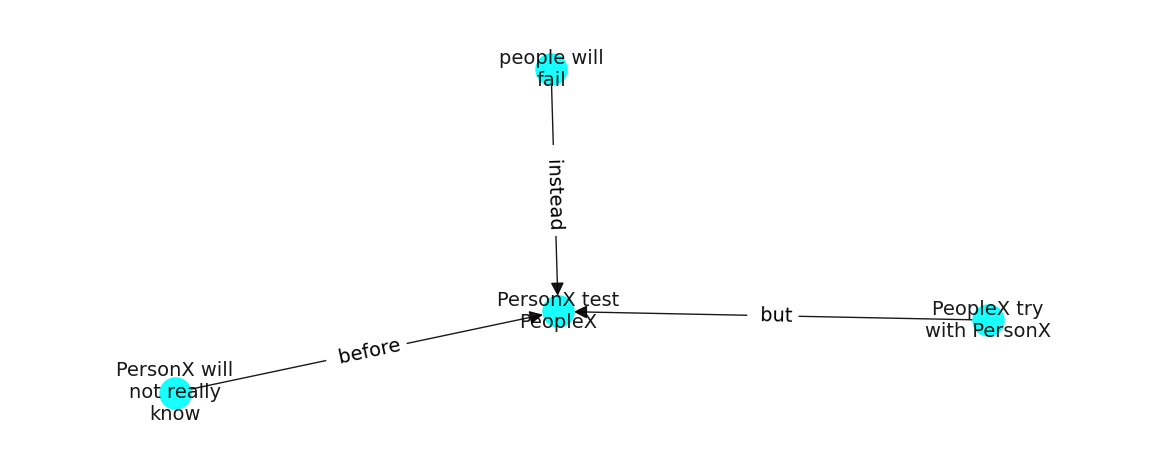 people will
fail
instead
PersonX test
PeopleX
but
PeopleX try
with PersonX
before
PersonX will
not really
know